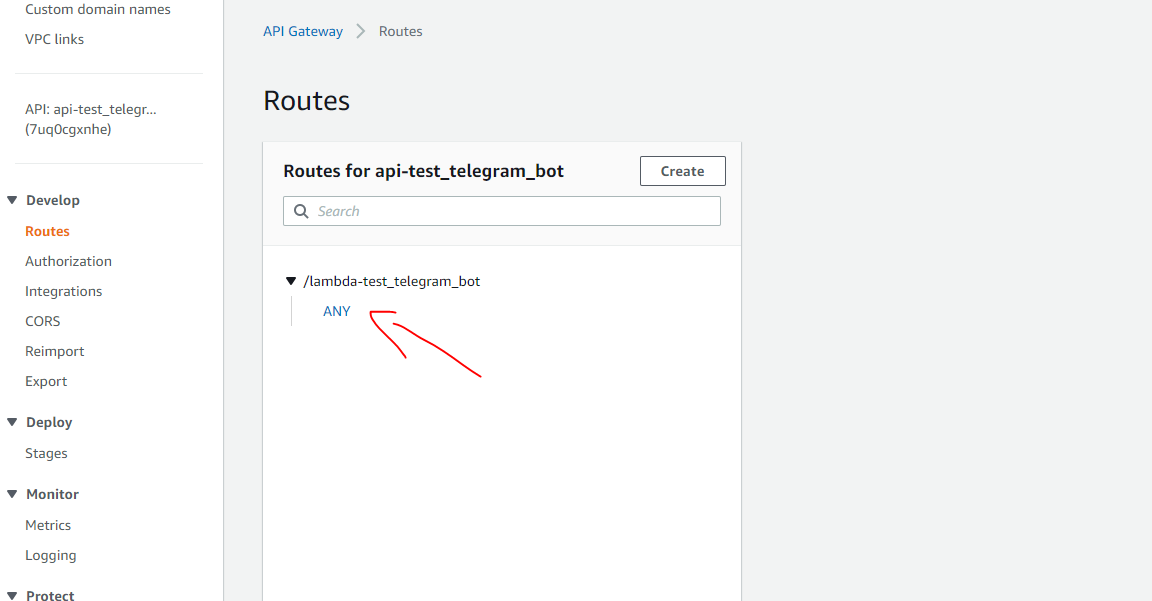 Custom domain names
VPC links
API: api-test_telegr...
(7uq0cgxnhe)
Develop
Routes
Authorization
Integrations
CORS
Reimport
Export
Deploy
Stages
Monitor
Metrics
Logging
Protect
API Gateway > Routes
Routes
Routes for api-test_telegram_bot
Create
Search
/lambda-test_telegram_bot
ANY